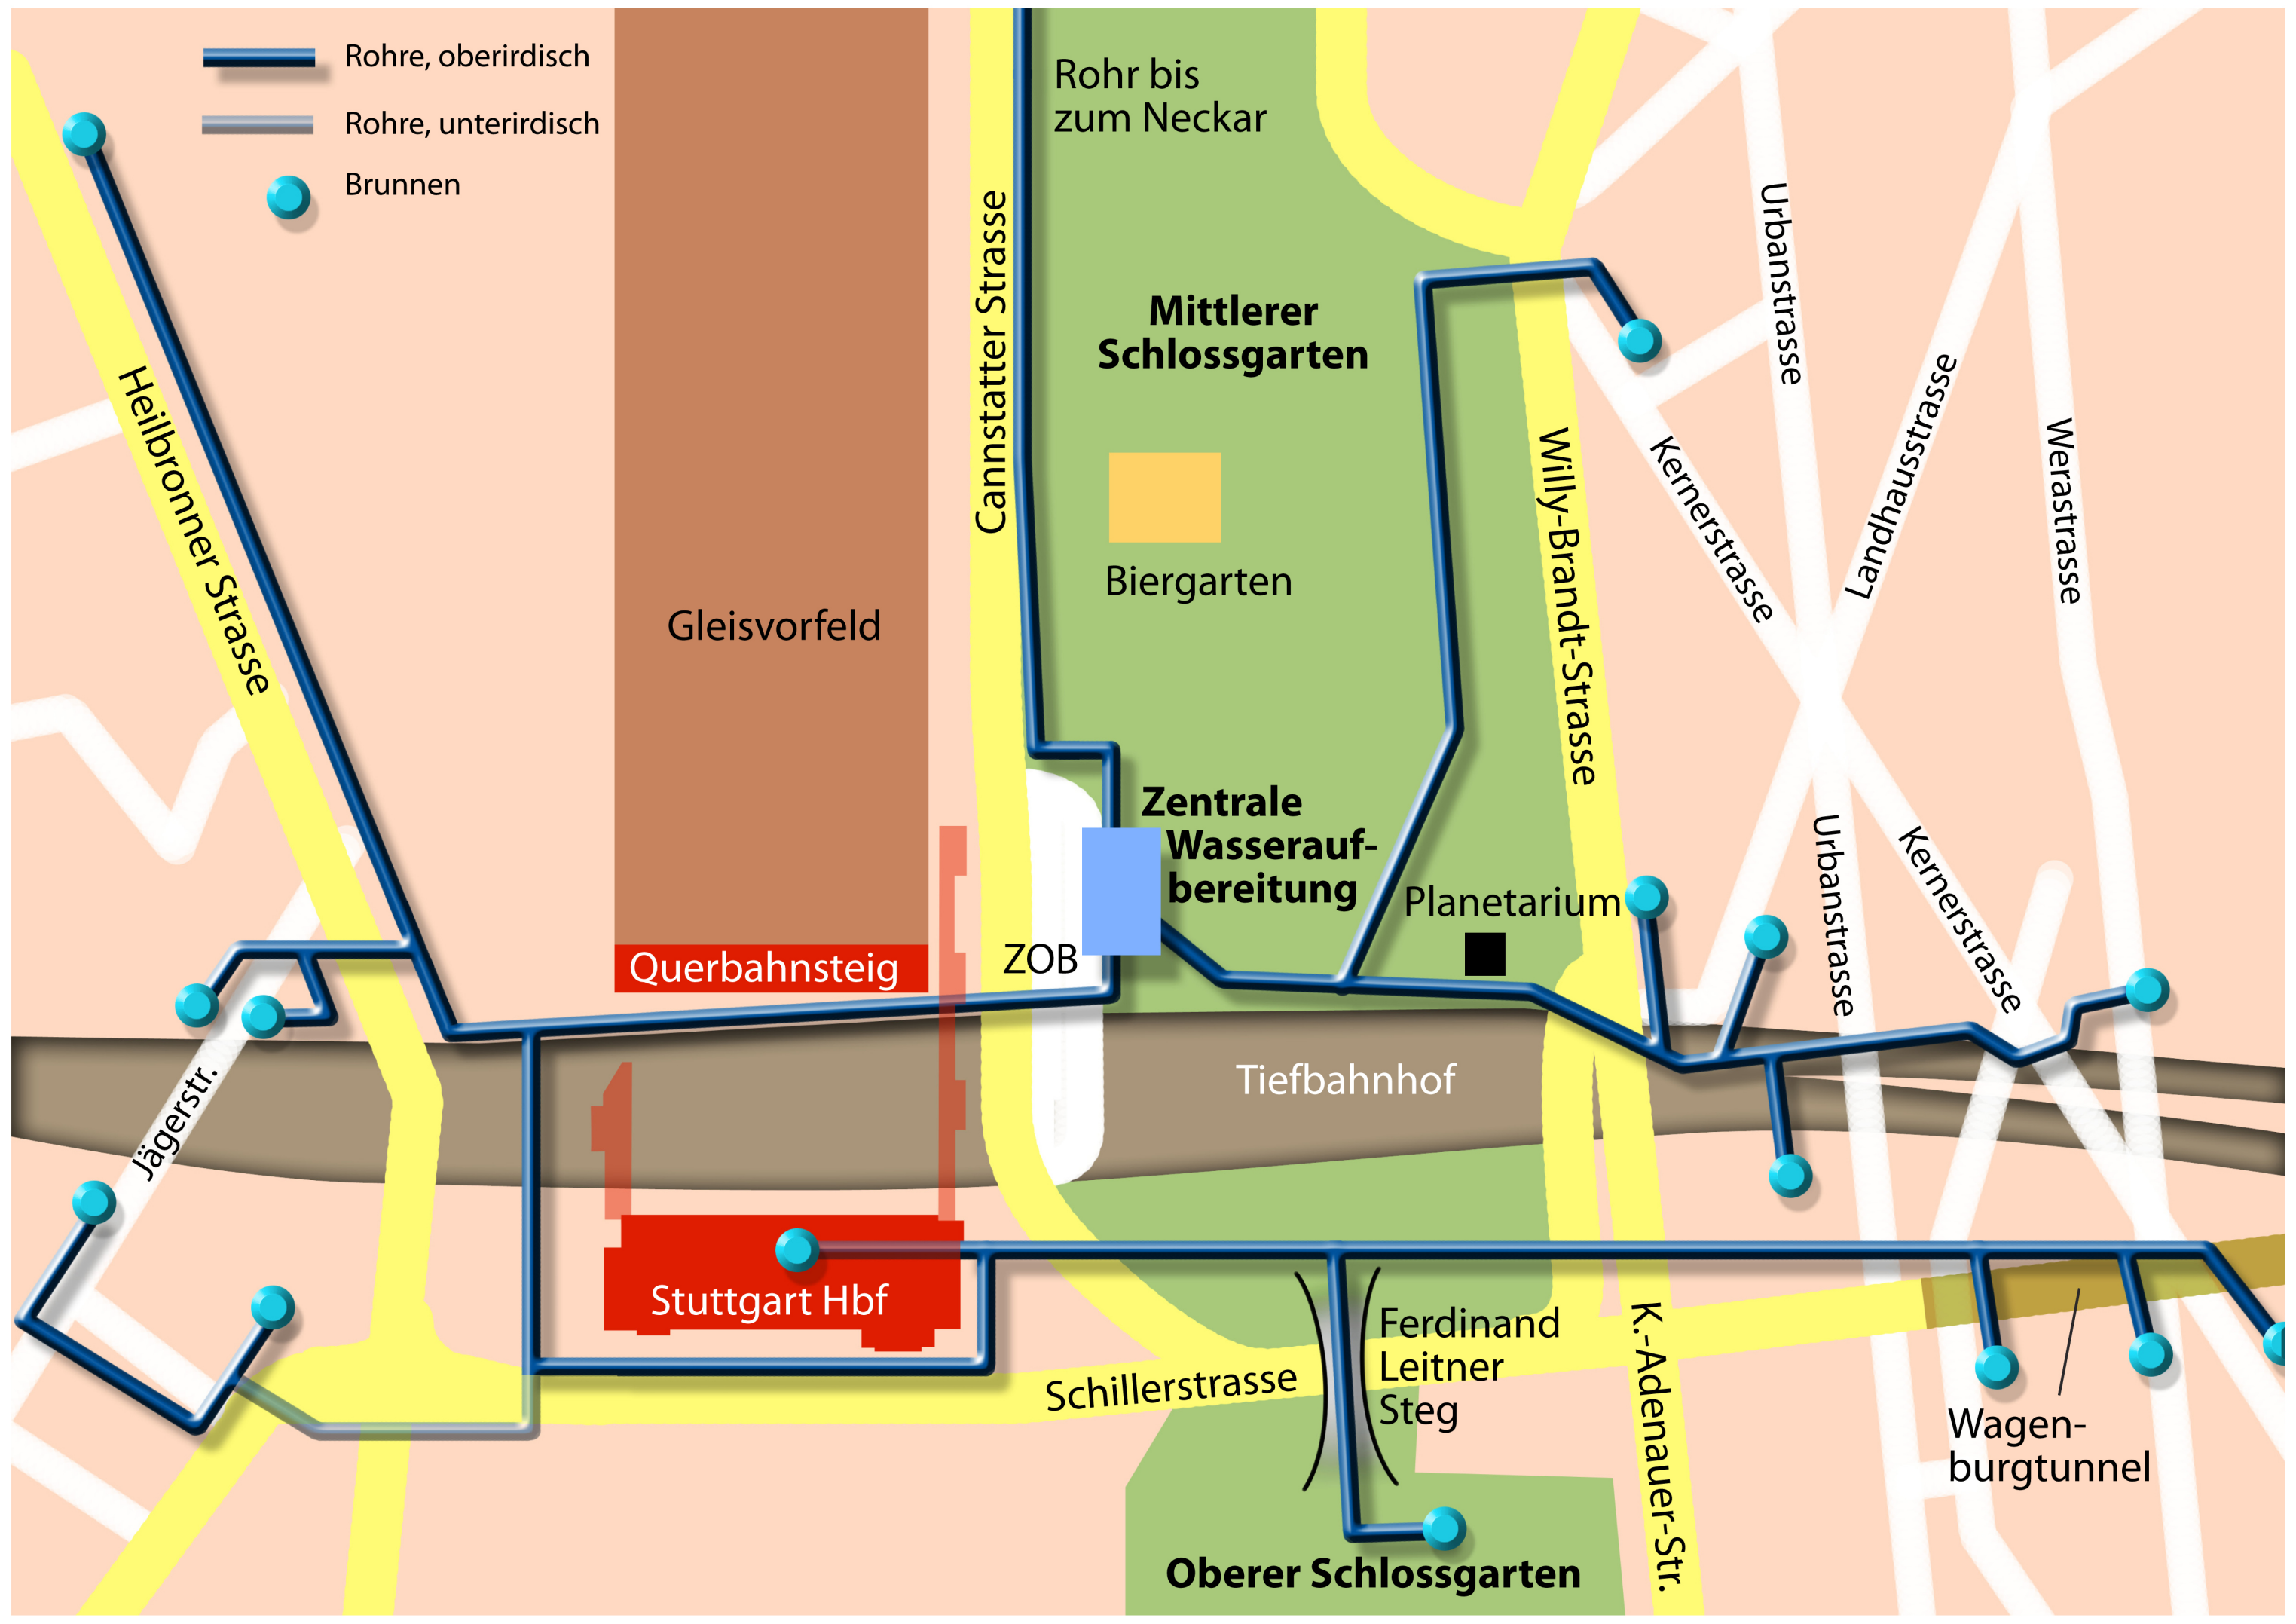 Rohre, oberirdisch
Rohre, unterirdisch
Brunnen
Rohr bis
zum Neckar
Urbanstrasse
Cannstatter Strasse
Mittlerer
Schlossgarten
Heilbronner Strasse
Willy-Brandt-Strasse
Kernerstrasse
Landhausstrasse
Werastrasse
Biergarten
Gleisvorfeld
Zentrale
Wasserauf-
bereitung
Planetarium
Urbanstrasse
Kernerstrasse
Querbahnsteig
ZOB
Tiefbahnhof
Jägerstr.
Stuttgart Hbf
Ferdinand
Leitner
Steg
Schillerstrasse
K.-Adenauer-Str.
Wagen-
burgtunnel
Oberer Schlossgarten